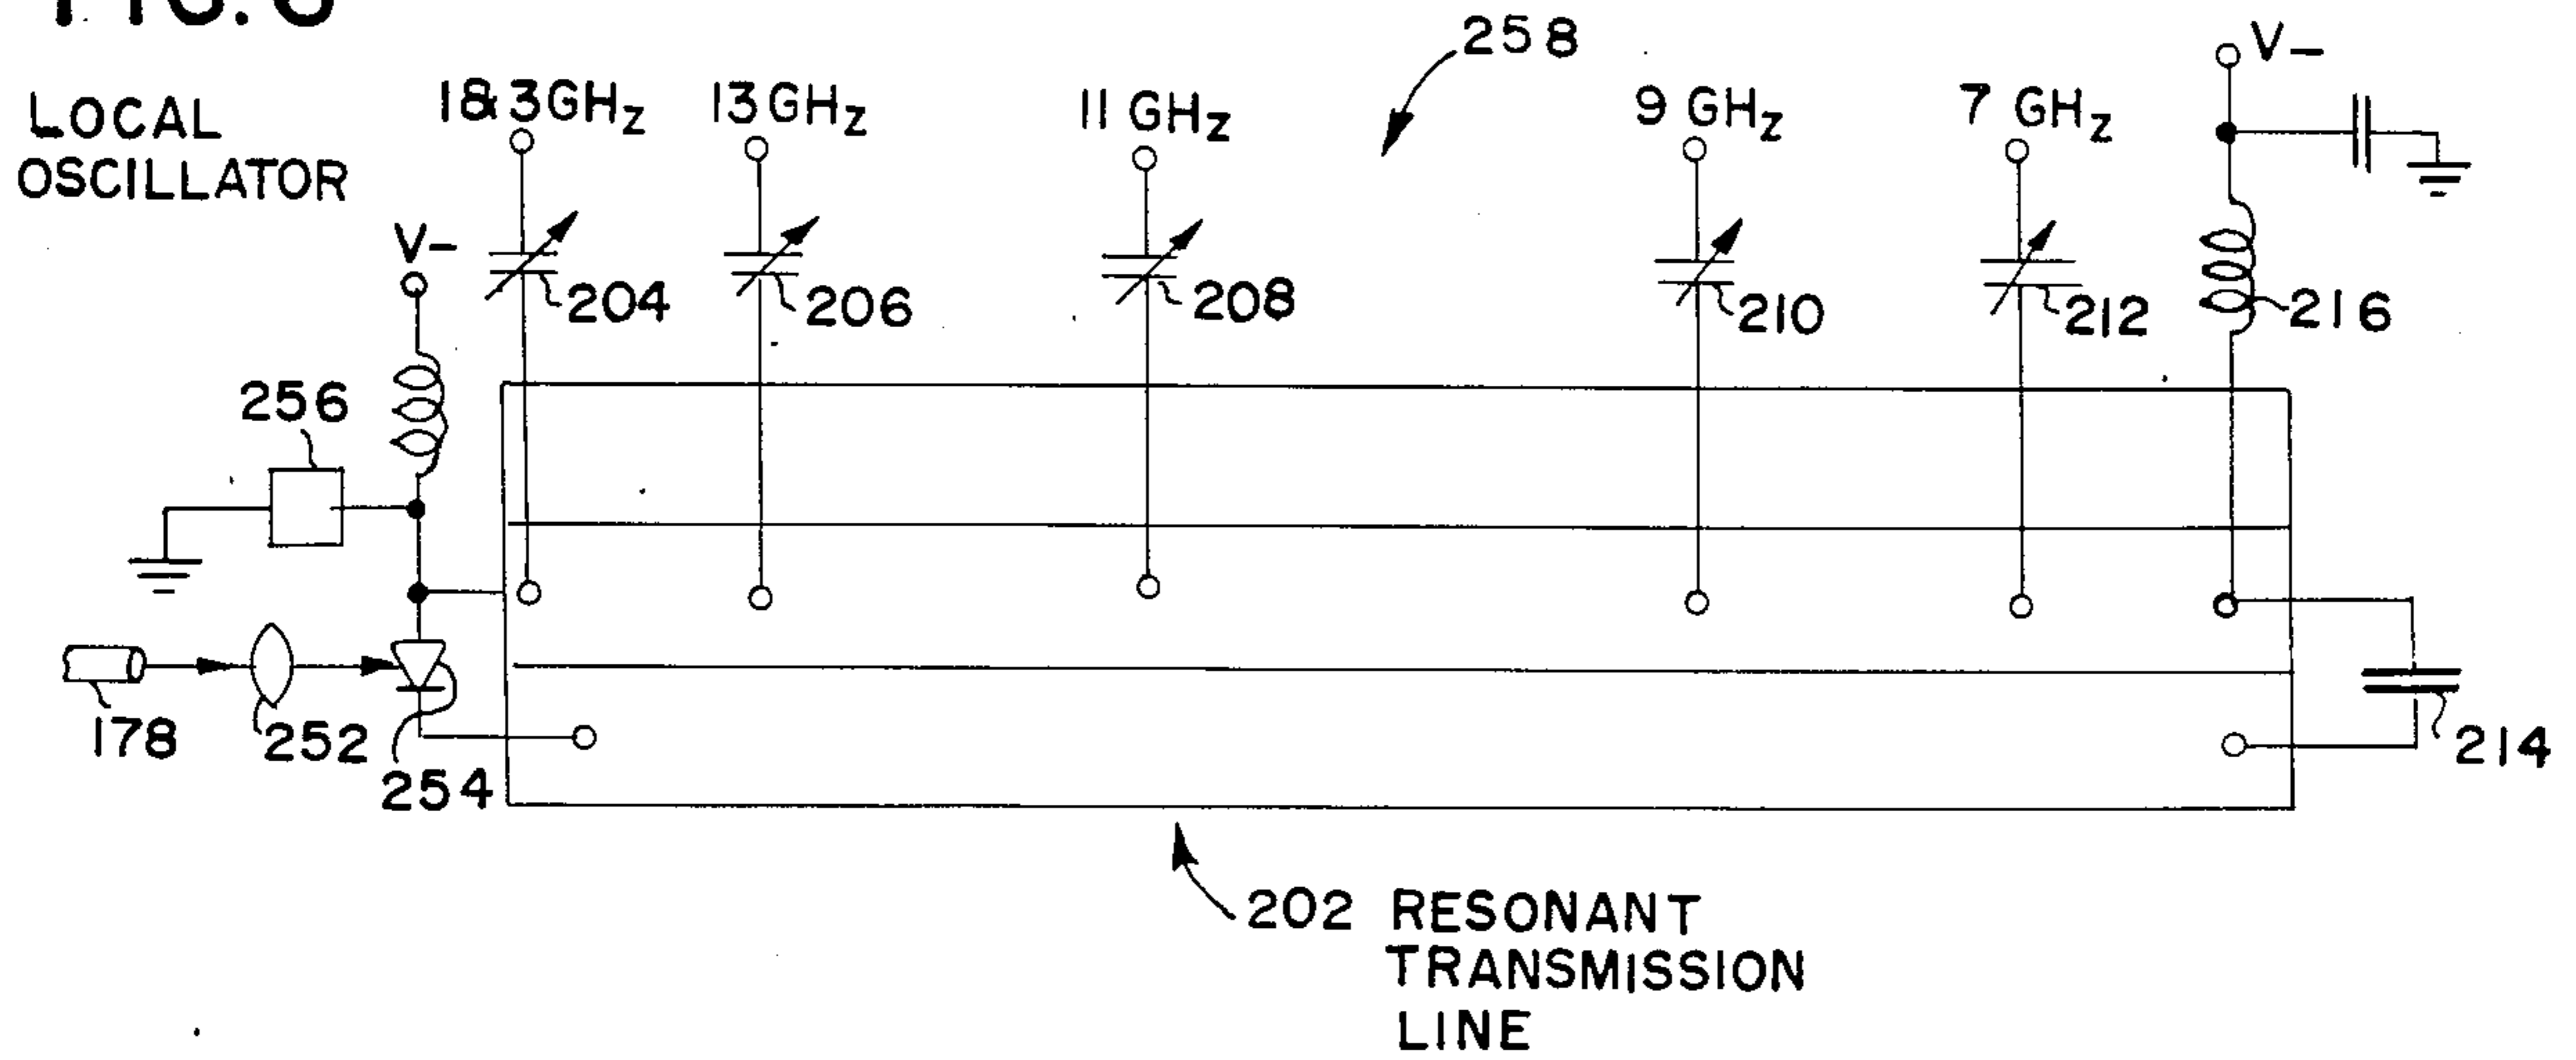 258
V-
1&3GHz 13GHz 11 GHz 9 GHz 7 GHz
LOCAL
OSCILLATOR
V-
204 206 208 210 212 216
256
178 252 254 214
202 RESONANT
TRANSMISSION
LINE